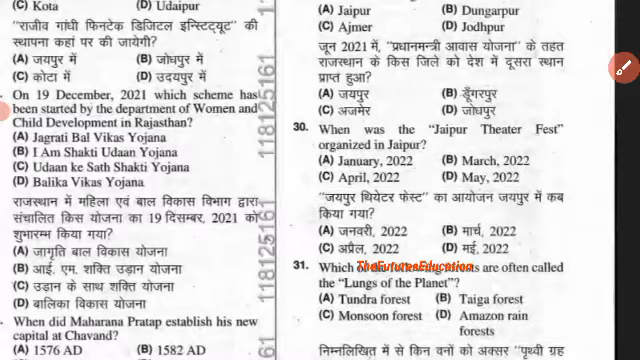 (C) Kota (D) Udaipur
"राजीव गांधी फिनटेक डिजिटल इन्स्टिट्यूट" की
स्थापना कहां पर की जायेगी?
(A) जयपुर में (B) जोधपुर में
(C) कोटा में (D) उदयपुर में
On 19 December, 2021 which scheme has
been started by the department of Women and
Child Development in Rajasthan?
(A) Jagrati Bal Vikas Yojana
(B) I Am Shakti Udaan Yojana
(C) Udaan ke Sath Shakti Yojana
(D) Balika Vikas Yojana
राजस्थान में महिला एवं बाल विकास विभाग द्वारा
संचालित किस योजना का 19 दिसम्बर, 2021 को
शुभारम्भ किया गया?
(A) जागृति बाल विकास योजना
(B) आई. एम. शक्ति उड़ान योजना
(C) उड़ान के साथ शक्ति योजना
(D) बालिका विकास योजना
When did Maharana Pratap establish his new
capital at Chavand?
(A) 1576 AD (B) 1582 AD
118125161
118125161
(A) Jaipur (B) Dungarpur
(C) Ajmer (D) Jodhpur
जून 2021 में, "प्रधानमन्त्री आवास योजना" के तहत
राजस्थान के किस जिले को देश में दूसरा स्थान
प्राप्त हुआ?
(A) जयपुर (B) डूँगरपुर
(C) अजमेर (D) जोधपुर
30. When was the "Jaipur Theater Fest"
organized in Jaipur?
(A) January, 2022 (B) March, 2022
(C) April, 2022 (D) May, 2022
"जयपुर थियेटर फेस्ट" का आयोजन जयपुर में कब
किया गया?
(A) जनवरी, 2022 (B) मार्च, 2022
(C) अप्रैल, 2022 (D) मई, 2022
TheFuturesEducation
31. Which of the are often called
the "Lungs of the Planet"?
(A) Tundra forest (B) Taiga forest
(C) Monsoon forest (D) Amazon rain
forests
निम्नलिखित में से किन वनों को अक्सर "पृथ्वी ग्रह